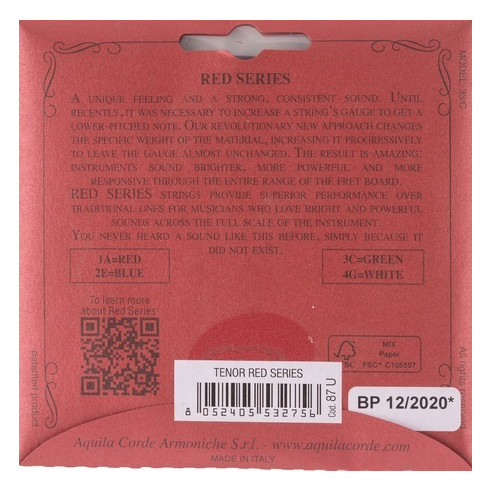 RED SERIES
A UNIQUE FEELING AND A STRONG, CONSISTENT SOUND. UNTIL
RECENTLY, IT WAS NECESSARY TO INCREASE A STRING'S GAUGE TO GET A
LOWER-PITCHED NOTE. OUR REVOLUTIONARY NEW APPROACH CHANGES
THE SPECIFIC WEIGHT OF THE MATERIAL, INCREASING IT PROGRESSIVELY
TO LEAVE THE GAUGE ALMOST UNCHANGED. THE RESULT IS AMAZING:
INSTRUMENTS SOUND BRIGHTER, MORE POWERFUL AND MORE
RESPONSIVE THROUGH THE ENTIRE RANGE OF THE FRET BOARD.
RED SERIES STRINGS PROVIDE SUPERIOR PERFORMANCE OVER
TRADITIONAL ONES FOR MUSICIANS WHO LOVE BRIGHT AND POWERFUL
SOUNDS ACROSS THE FULL SCALE OF THE INSTRUMENT.
YOU NEVER HEARD A SOUND LIKE THIS BEFORE, SIMPLY BECAUSE IT
DID NOT EXIST.
1A=RED
2E=BLUE
3C=GREEN
4G=WHITE
To learn more
about Red Series:
MIX
Paper
TENOR RED SERIES
8 052405 532756
Cod. 87 U
BP 12/2020*
patented product
Aquila Corde Armoniche S.r.l. - www.aquilacorde.com
MADE IN ITALY